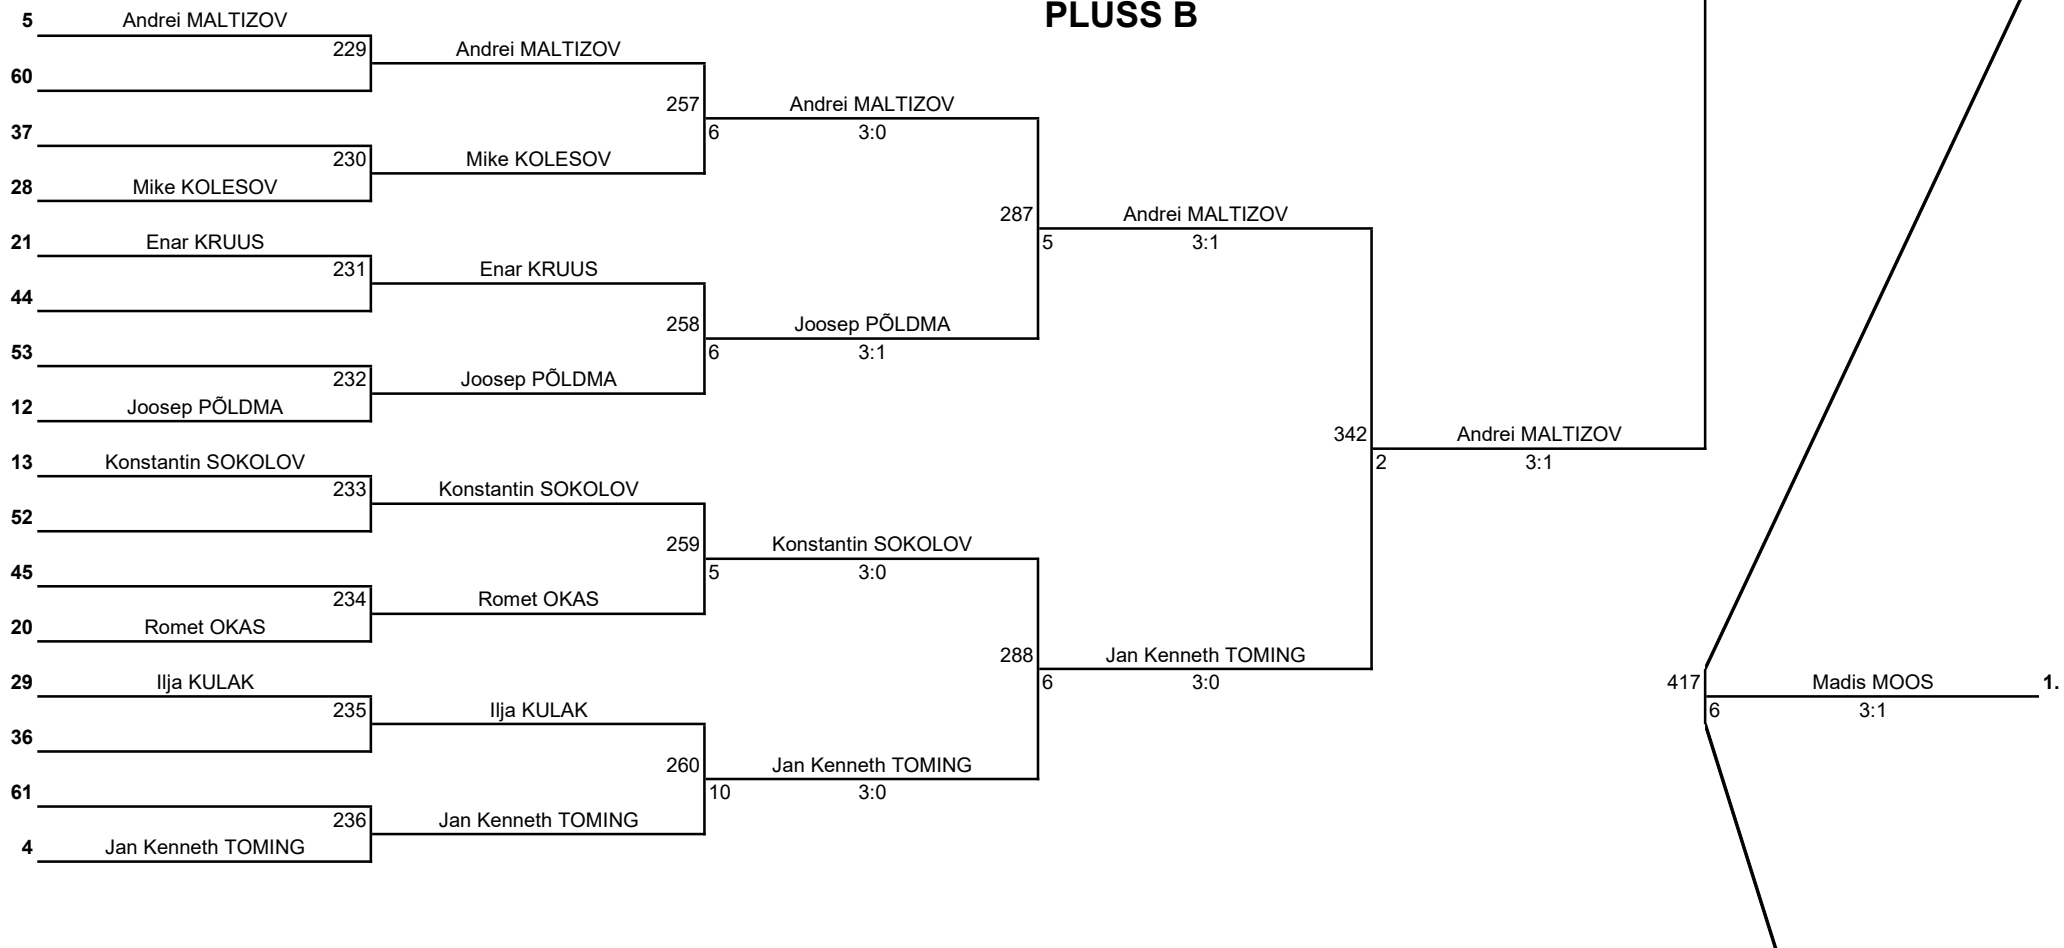 PLUSS B
5 Andrei MALTIZOV
229 Andrei MALTIZOV
60
257 Andrei MALTIZOV
37
6 3:0
230 Mike KOLESOV
28 Mike KOLESOV
287 Andrei MALTIZOV
21 Enar KRUUS
5 3:1
231 Enar KRUUS
44
258 Joosep PÕLDMA
53
6 3:1
232 Joosep PÕLDMA
12 Joosep PÕLDMA
342 Andrei MALTIZOV
13 Konstantin SOKOLOV
2 3:1
233 Konstantin SOKOLOV
52
259 Konstantin SOKOLOV
45
5 3:0
234 Romet OKAS
20 Romet OKAS
288 Jan Kenneth TOMING
29 Ilja KULAK
6 3:0
417 Madis MOOS 1.
235 Ilja KULAK
6 3:1
36
260 Jan Kenneth TOMING
61
10 3:0
236 Jan Kenneth TOMING
4 Jan Kenneth TOMING